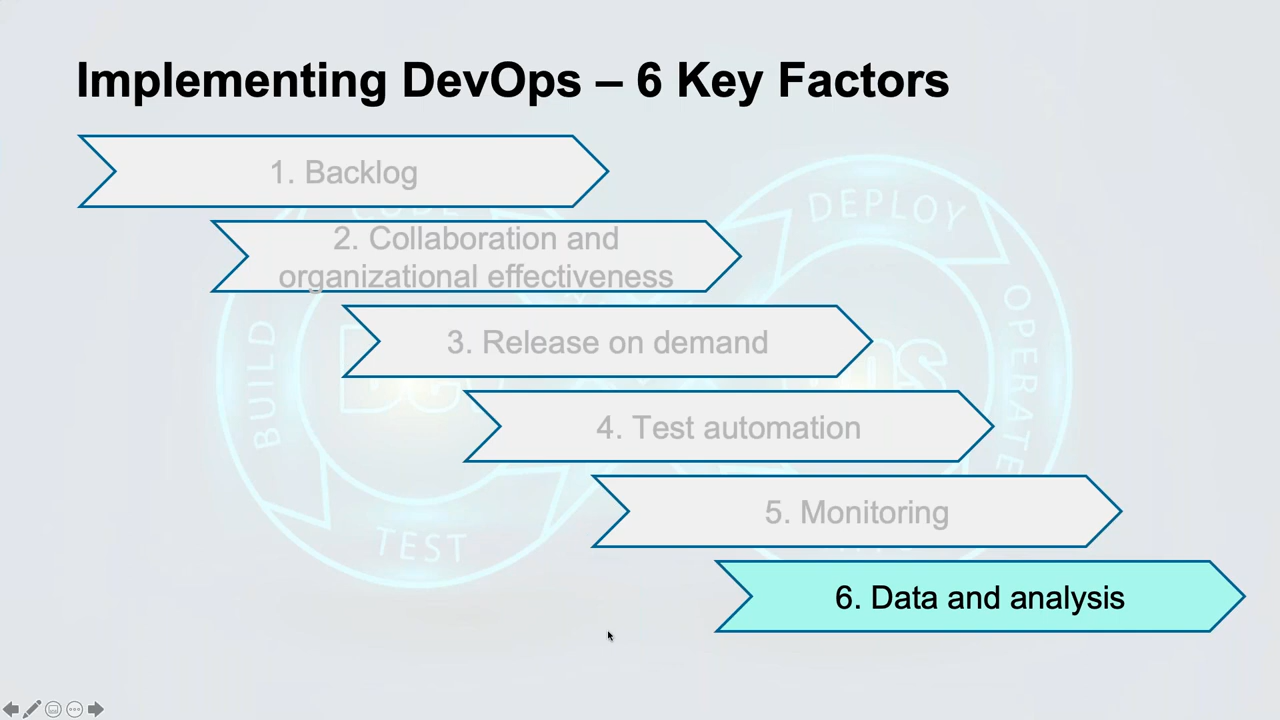 Implementing DevOps – 6 Key Factors
1. Backlog
CODE
DEPLOY
2. Collaboration and
organizational effectiveness
OPERATE
3. Release on demand
BUILD
4. Test automation
5. Monitoring
TEST
6. Data and analysis